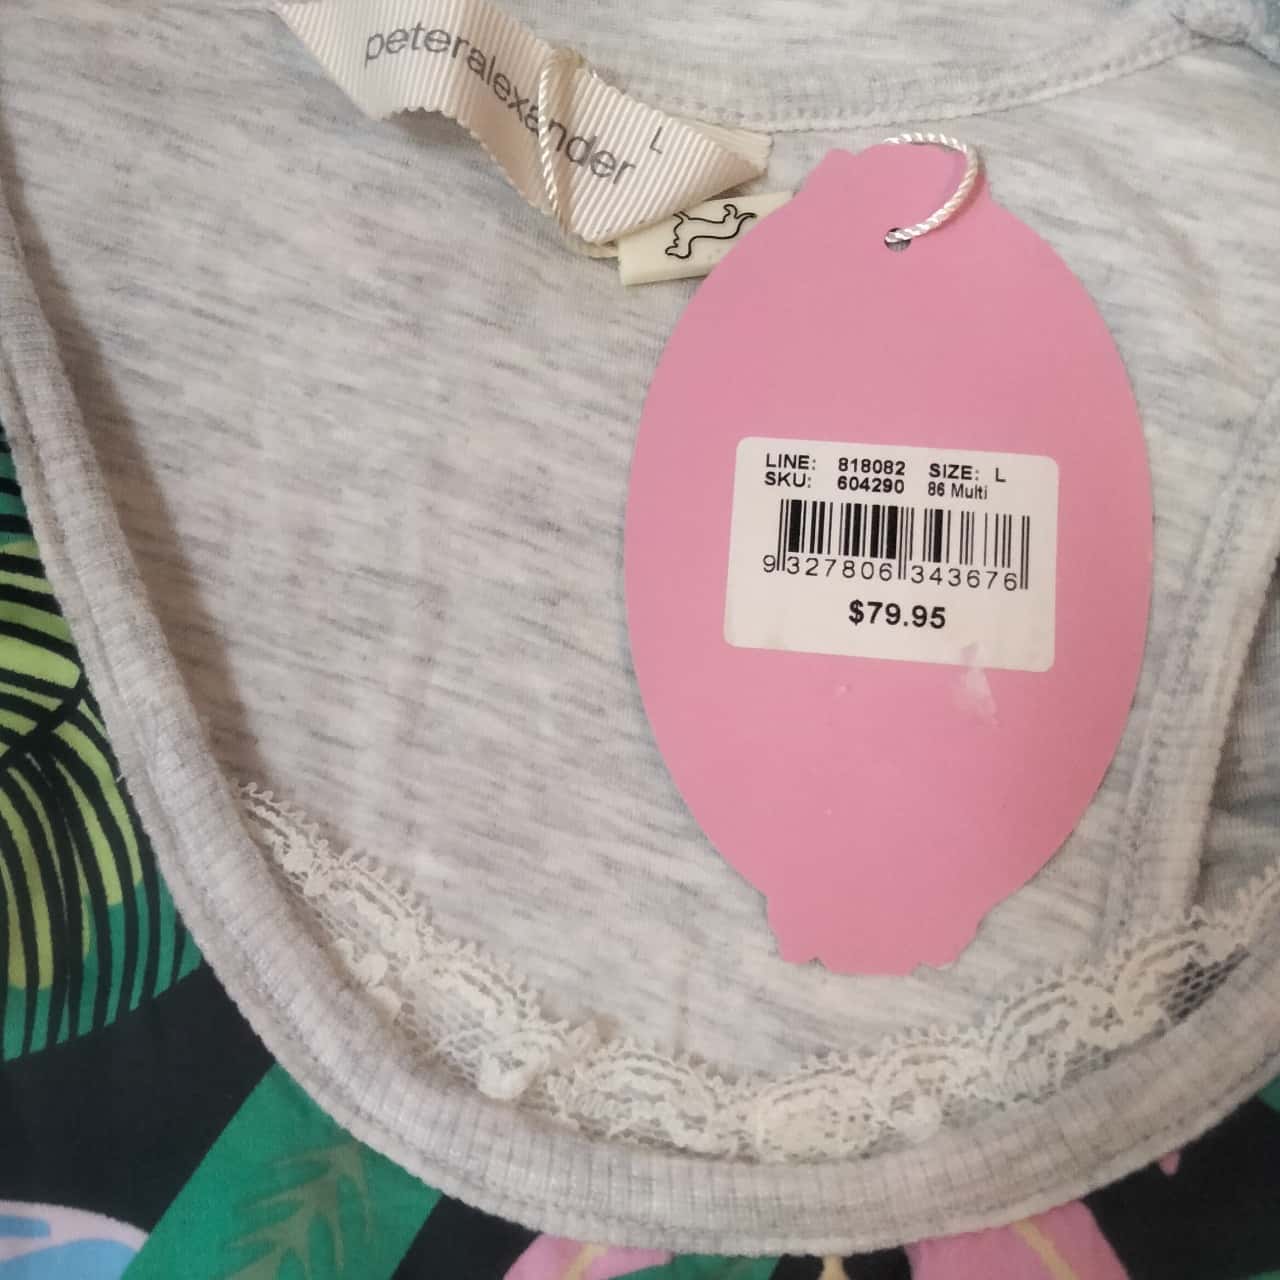 peteralexander
L
LINE: 818082 SIZE: L
SKU: 604290 86 Multi
9 327806 343676
$79.95